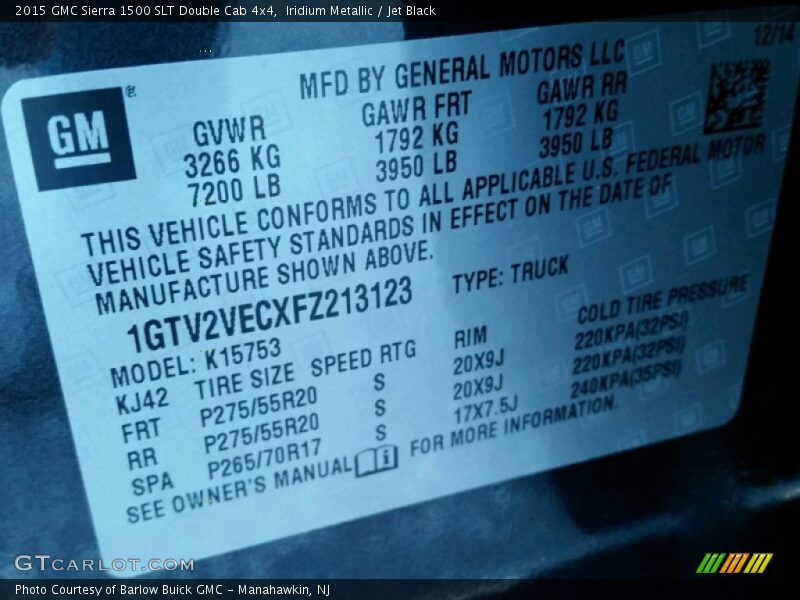 2015 GMC Sierra 1500 SLT Double Cab 4x4,  Iridium Metallic / Jet Black
12/14
MFD BY GENERAL MOTORS LLC
GM®
GVWR GAWR FRT GAWR RR
3266 KG 1792 KG 1792 KG
7200 LB 3950 LB 3950 LB
THIS VEHICLE CONFORMS TO ALL APPLICABLE U.S. FEDERAL MOTOR
VEHICLE SAFETY STANDARDS IN EFFECT ON THE DATE OF
MANUFACTURE SHOWN ABOVE.
1GTV2VECXFZ213123 TYPE: TRUCK
MODEL: K15753
KJ42 TIRE SIZE SPEED RTG RIM COLD TIRE PRESSURE
FRT P275/55R20 S 20X9J 220KPA(32PSI)
RR P275/55R20 S 20X9J 220KPA(32PSI)
SPA P265/70R17 S 17X7.5J 240KPA(35PSI)
SEE OWNER'S MANUAL FOR MORE INFORMATION.
GTCARLOT.COM
Photo Courtesy of Barlow Buick GMC - Manahawkin, NJ